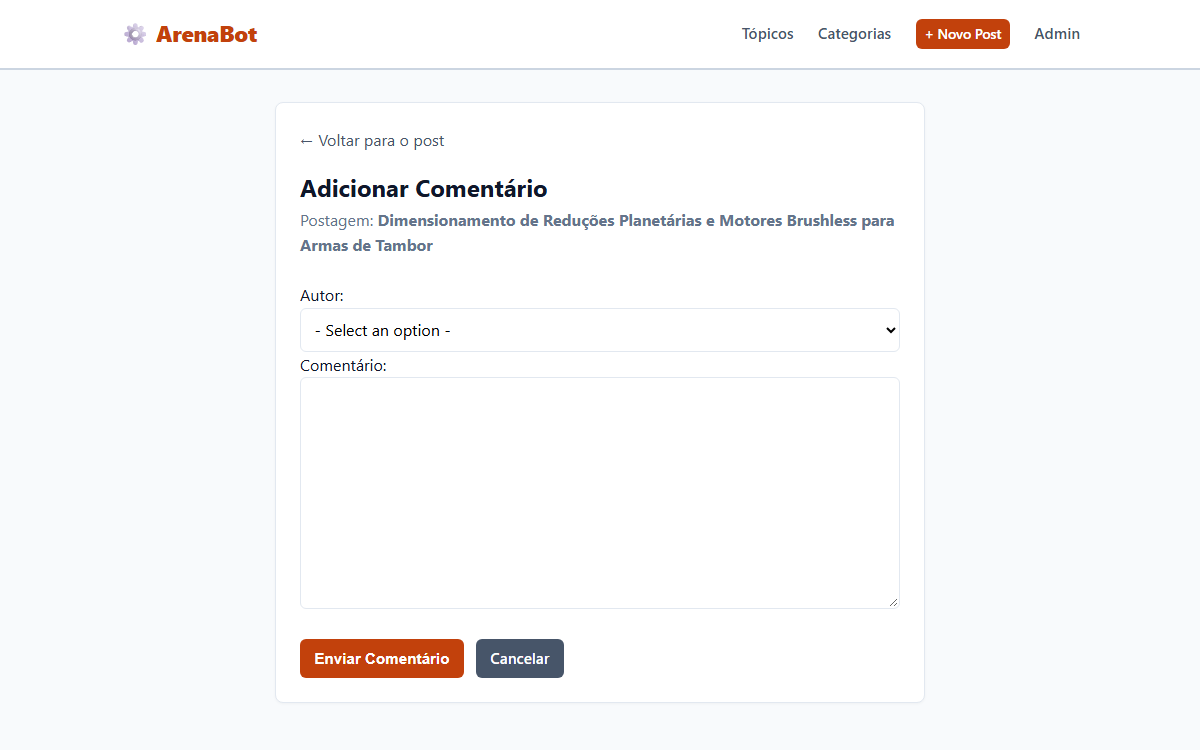 ArenaBot
Tópicos
Categorias
+ Novo Post
Admin
← Voltar para o post
Adicionar Comentário
Postagem: Dimensionamento de Reduções Planetárias e Motores Brushless para
Armas de Tambor
Autor:
- Select an option -
Comentário:
Enviar Comentário
Cancelar